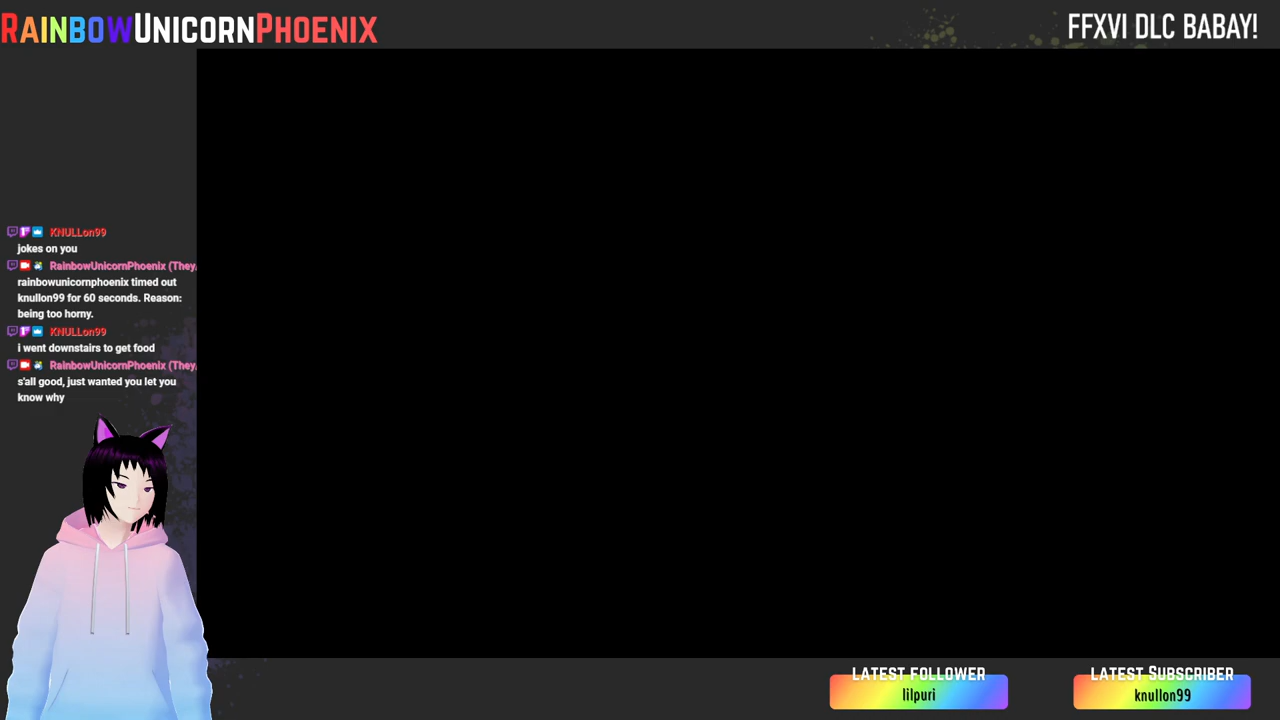 RAINBOWUNICORNPHOENIX
FFXVI DLC BABAY!
KNULLon99
jokes on you
RainbowUnicornPhoenix (They
rainbowunicornphoenix timed out
knullon99 for 60 seconds. Reason:
being too horny.
KNULLon99
i went downstairs to get food
RainbowUnicornPhoenix (They
s'all good, just wanted you let you
know why
LATEST FOLLOWER
lilpuri
LATEST SUBSCRIBER
knullon99